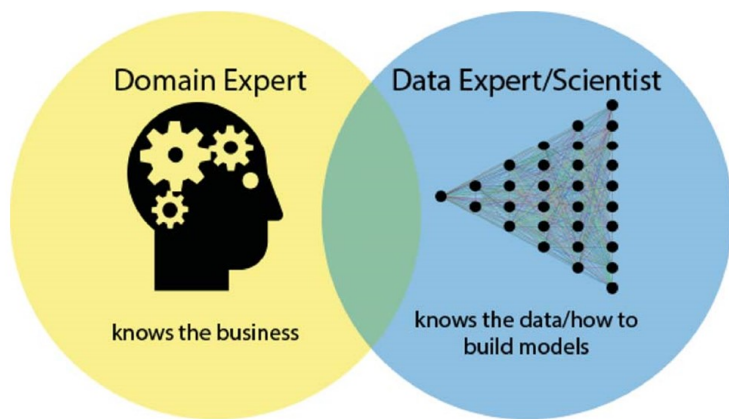 Domain Expert
Data Expert/Scientist
knows the business
knows the data/how to
build models